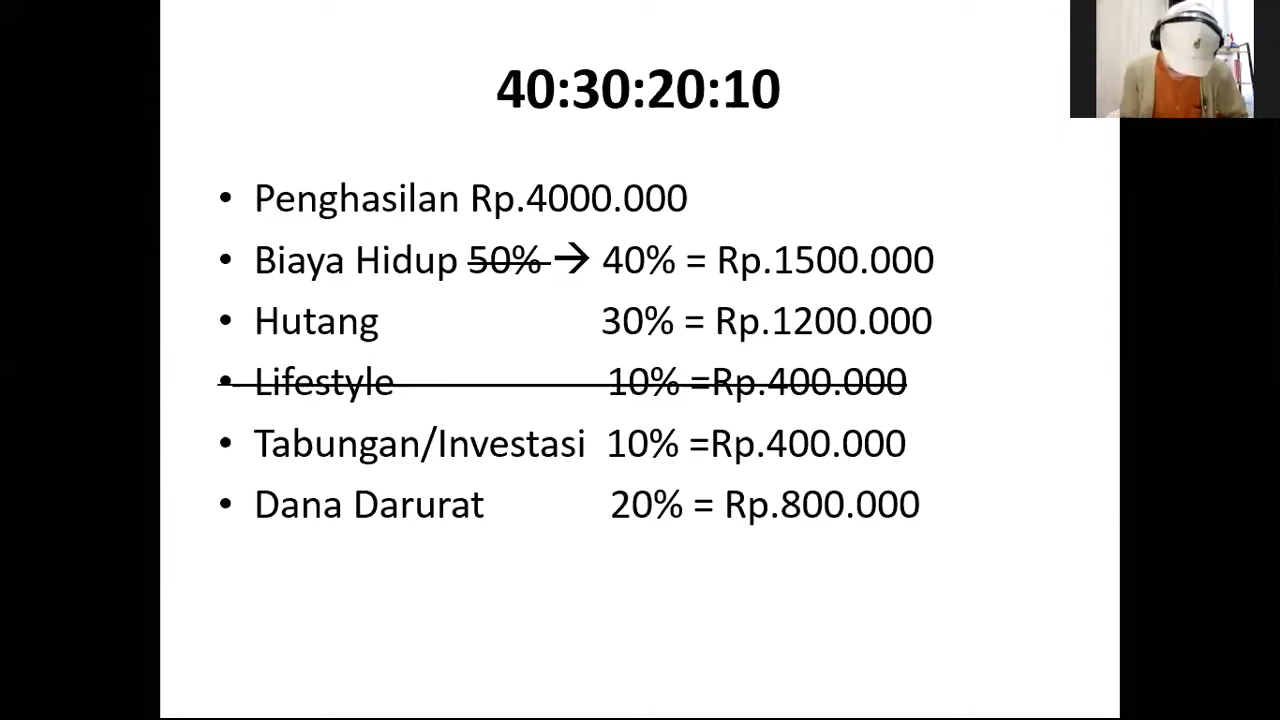 40:30:20:10
• Penghasilan Rp.4000.000
• Biaya Hidup 50% → 40% = Rp.1500.000
• Hutang 30% = Rp.1200.000
• Lifestyle 10% =Rp.400.000
• Tabungan/Investasi 10% =Rp.400.000
• Dana Darurat 20% = Rp.800.000